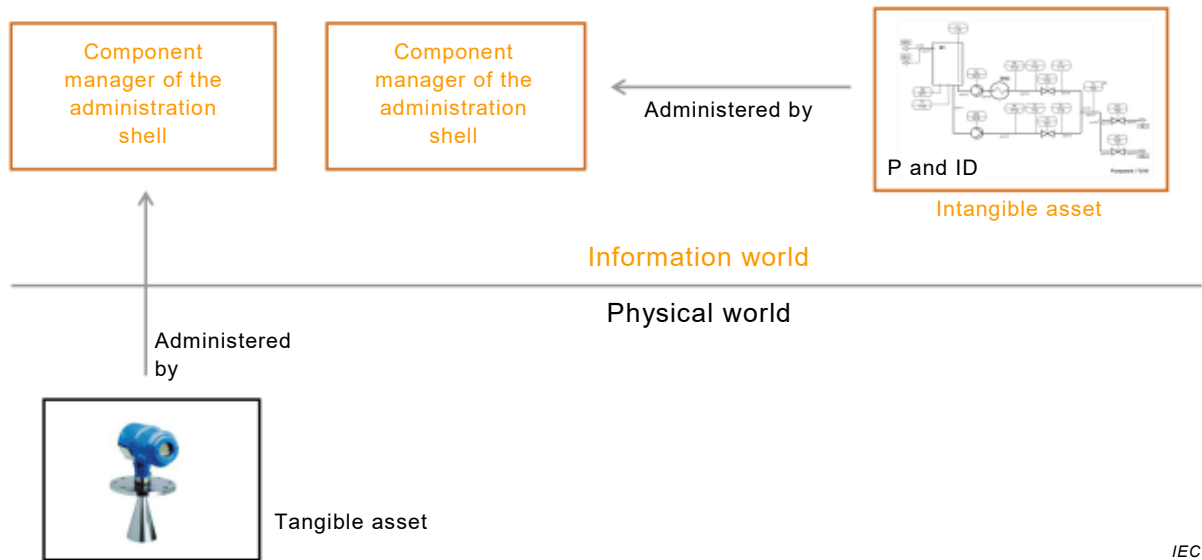 Component
manager of the
administration
shell
Component
manager of the
administration
shell
Administered by
P and ID
Intangible asset
Information world
Physical world
Administered
by
Tangible asset
IEC